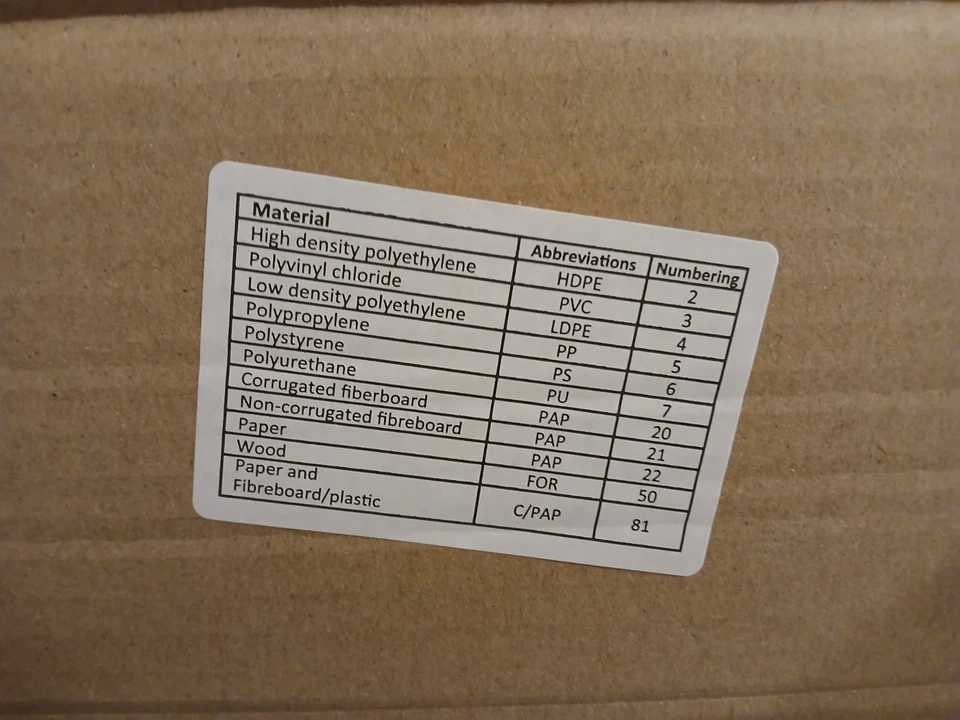 Material Abbreviations Numbering
High density polyethylene HDPE 2
Polyvinyl chloride PVC 3
Low density polyethylene LDPE 4
Polypropylene PP 5
Polystyrene PS 6
Polyurethane PU 7
Corrugated fiberboard PAP 20
Non-corrugated fibreboard PAP 21
Paper PAP 22
Wood FOR 50
Paper and
Fibreboard/plastic C/PAP 81